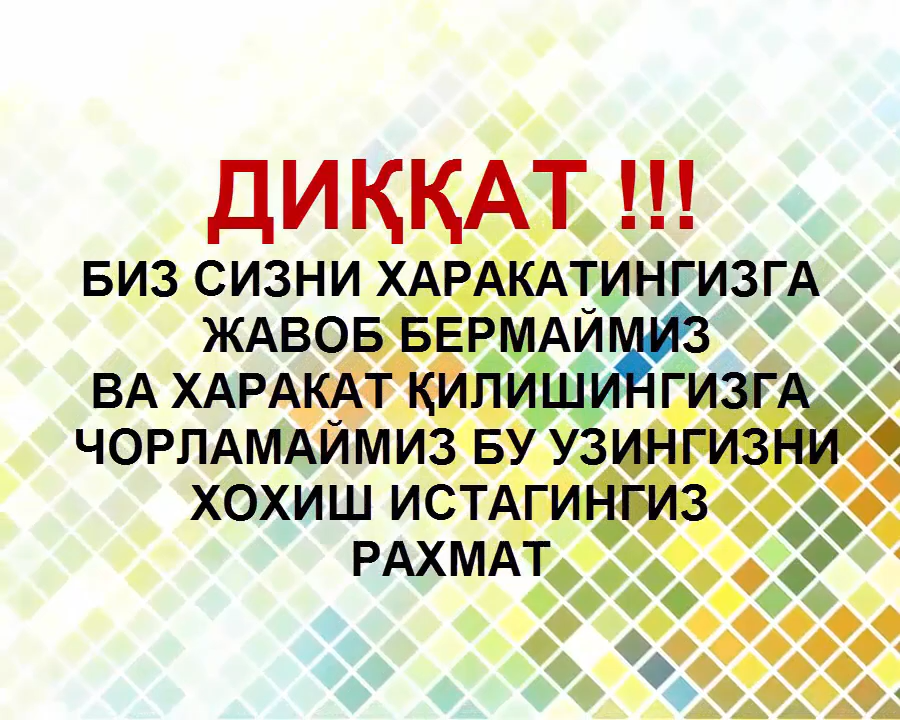 ДИҚҚАТ !!!
БИЗ СИЗНИ ХАРАКАТИНГИЗГА
ЖАВОБ БЕРМАЙМИЗ
ВА ХАРАКАТ ҚИЛИШИНГИЗГА
ЧОРЛАМАЙМИЗ БУ УЗИНГИЗНИ
ХОХИШ ИСТАГИНГИЗ
РАХМАТ